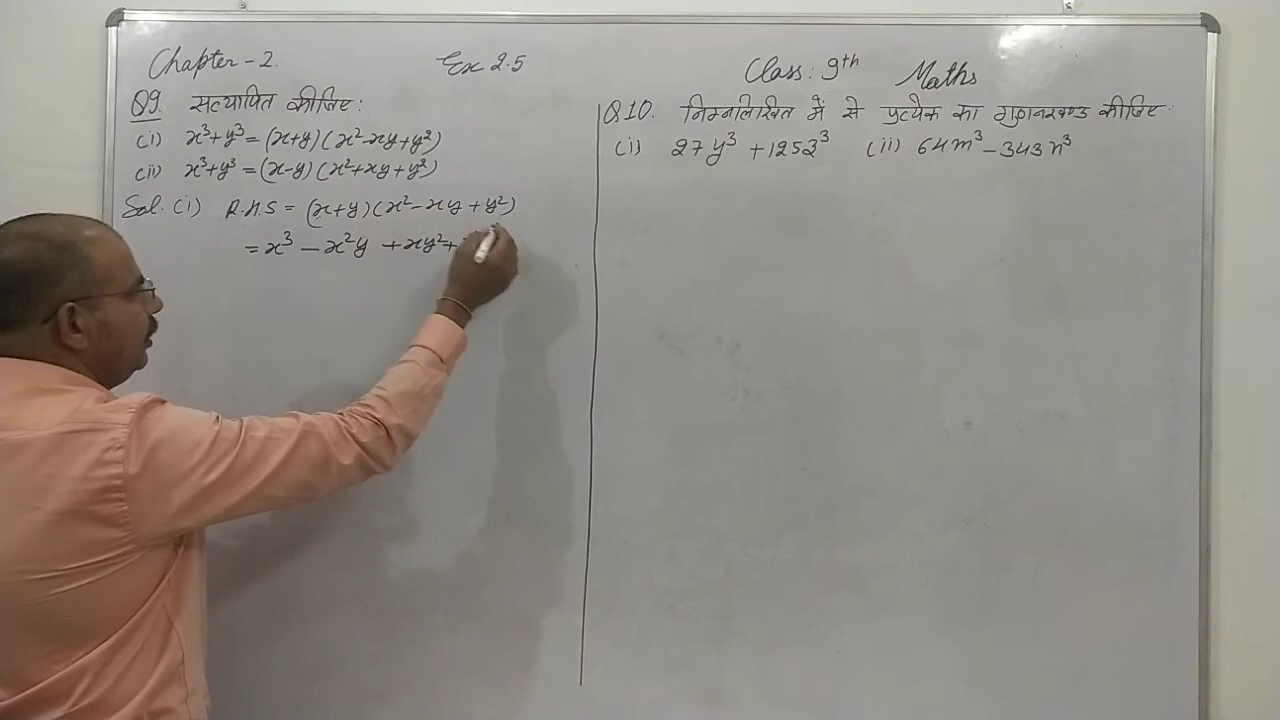 Chapter - 2. Ex 2.5
Q9. सत्यापित कीजिए:
(i) x³+y³=(x+y)(x²-xy+y²)
(ii) x³+y³=(x-y)(x²+xy+y²)
Sol. (i) R.H.S = (x+y)(x²-xy+y²)
= x³ - x²y + xy² +
Class: 9th Maths
Q10. निम्नलिखित में से प्रत्येक का गुणनखण्ड कीजिए:
(i) 27y³ + 125z³ (ii) 64m³ - 343n³